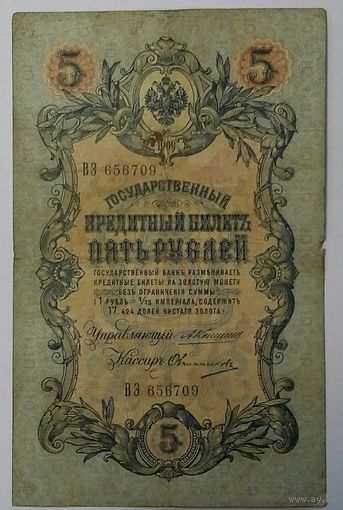 5 5
1909
ВЭ 656709
ГОСУДАРСТВЕННЫЙ
КРЕДИТНЫЙ БИЛЕТЪ
ПЯТЬ РУБЛЕЙ
ГОСУДАРСТВЕННЫЙ БАНКЪ РАЗМѢНИВАЕТЪ
КРЕДИТНЫЕ БИЛЕТЫ НА ЗОЛОТУЮ МОНЕТУ
БЕЗЪ ОГРАНИЧЕНІЯ СУММЫ
(1 РУБЛЬ = 1/15 ИМПЕРІАЛА, СОДЕРЖИТЪ
17,424 ДОЛЕЙ ЧИСТАГО ЗОЛОТА)
Управляющій
Кассиръ
ВЭ 656709
5